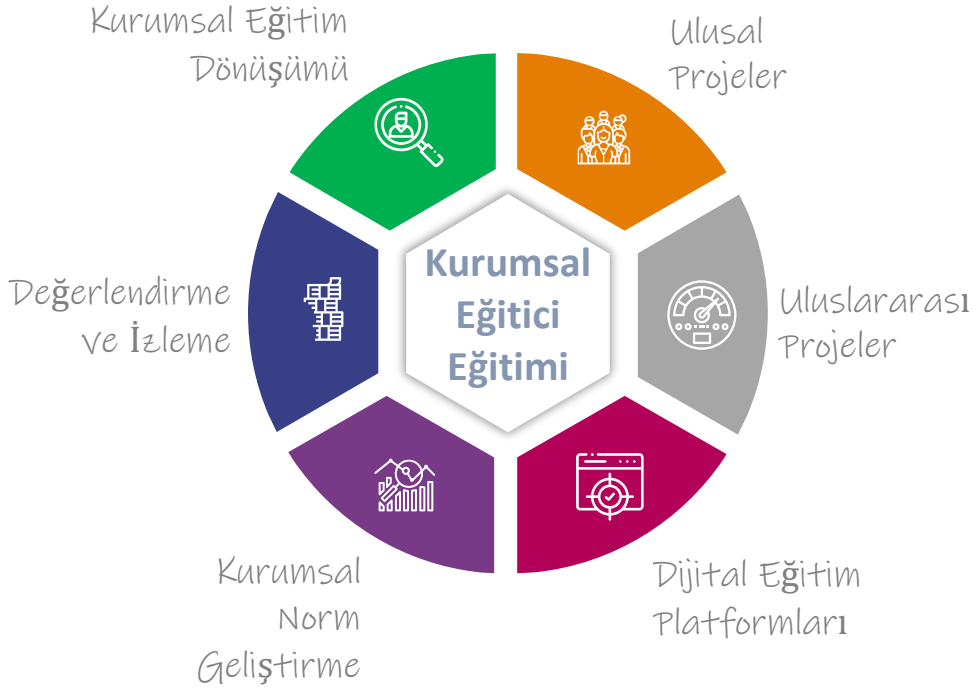 Kurumsal Eğitim
Dönüşümü
Ulusal
Projeler
Değerlendirme
ve İzleme
Kurumsal
Eğitici
Eğitimi
Uluslararası
Projeler
Kurumsal
Norm
Geliştirme
Dijital Eğitim
Platformları